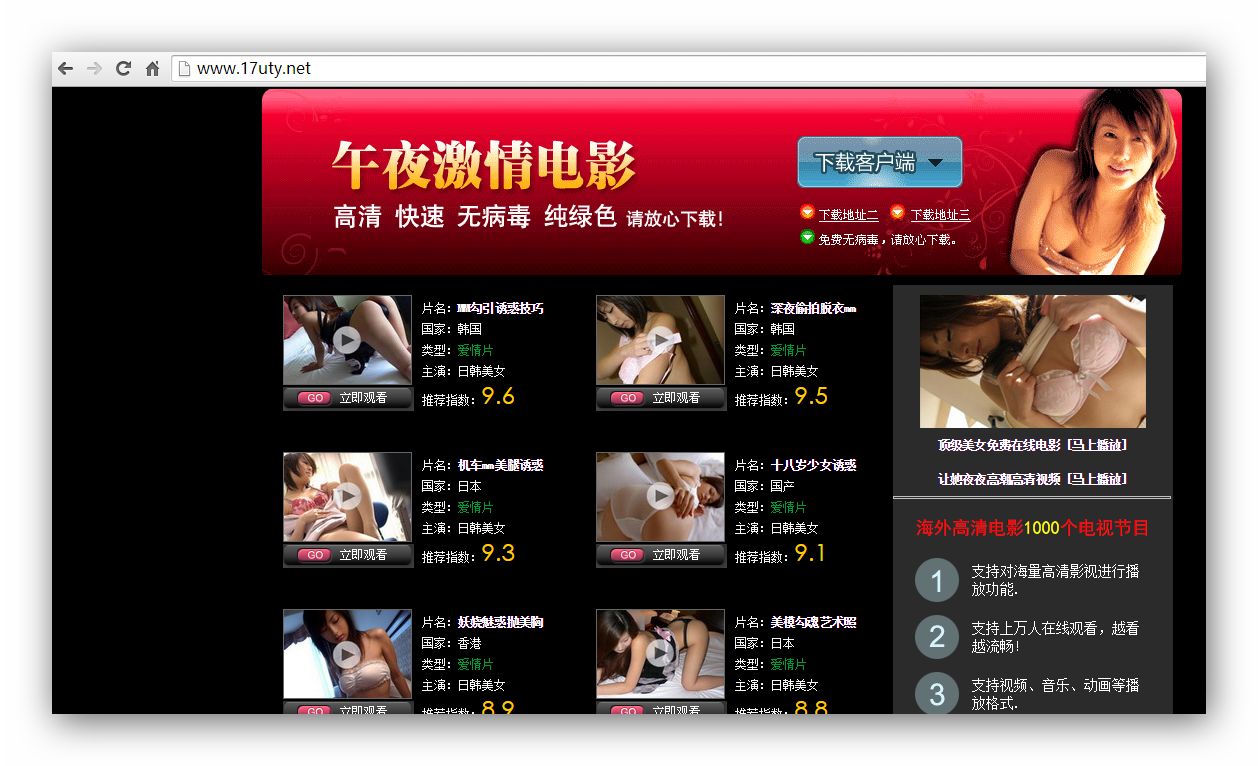 www.17uty.net
午夜激情电影
高清 快速 无病毒 纯绿色 请放心下载!
下载客户端
下载地址二 下载地址三
免费无病毒，请放心下载。
片名：MM勾引诱惑技巧
国家：韩国
类型：爱情片
主演：日韩美女
推荐指数：9.6
GO 立即观看
片名：深夜偷拍脱衣mm
国家：韩国
类型：爱情片
主演：日韩美女
推荐指数：9.5
GO 立即观看
片名：机车mm美腿诱惑
国家：日本
类型：爱情片
主演：日韩美女
推荐指数：9.3
GO 立即观看
片名：十八岁少女诱惑
国家：国产
类型：爱情片
主演：日韩美女
推荐指数：9.1
GO 立即观看
片名：妖娆魅惑抛美胸
国家：香港
类型：爱情片
主演：日韩美女
推荐指数：8.9
GO 立即观看
片名：美模勾魂艺术照
国家：日本
类型：爱情片
主演：日韩美女
推荐指数：8.8
GO 立即观看
顶级美女免费在线电影 [马上播放]
让她夜夜高潮高清视频 [马上播放]
海外高清电影1000个电视节目
1 支持对海量高清影视进行播
放功能.
2 支持上万人在线观看，越看
越流畅!
3 支持视频、音乐、动画等播
放格式.